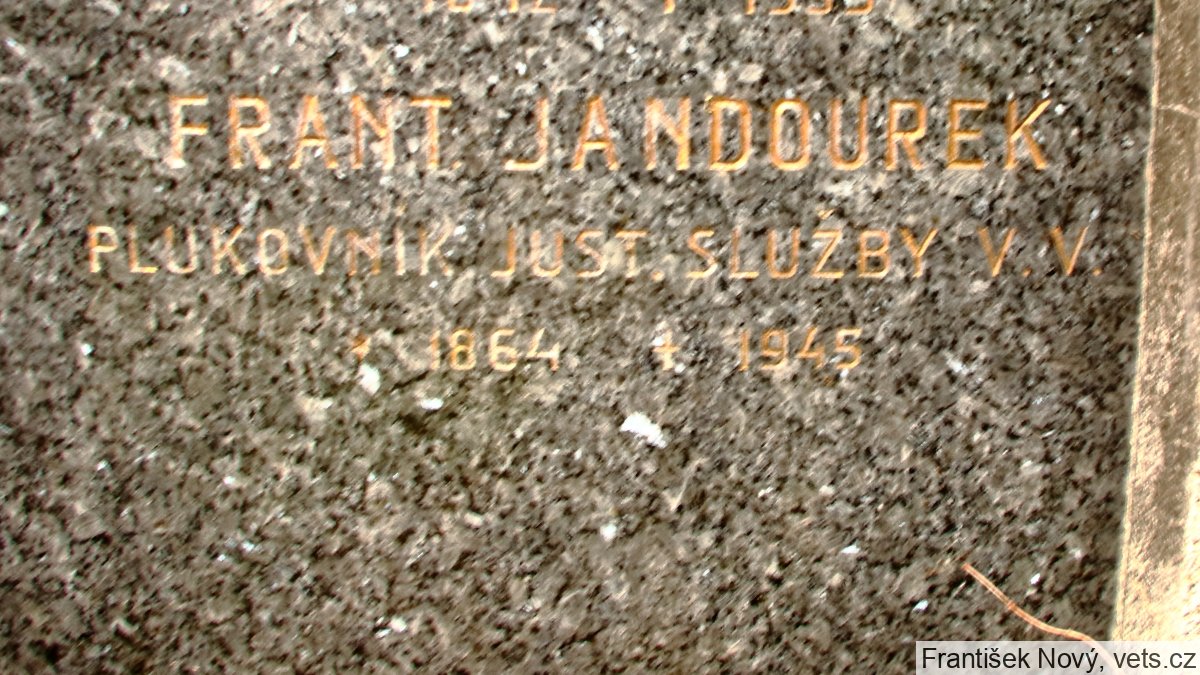 FRANT. JANDOUREK
PLUKOVNÍK JUST. SLUŽBY V.V.
* 1864 + 1945
František Nový, vets.cz